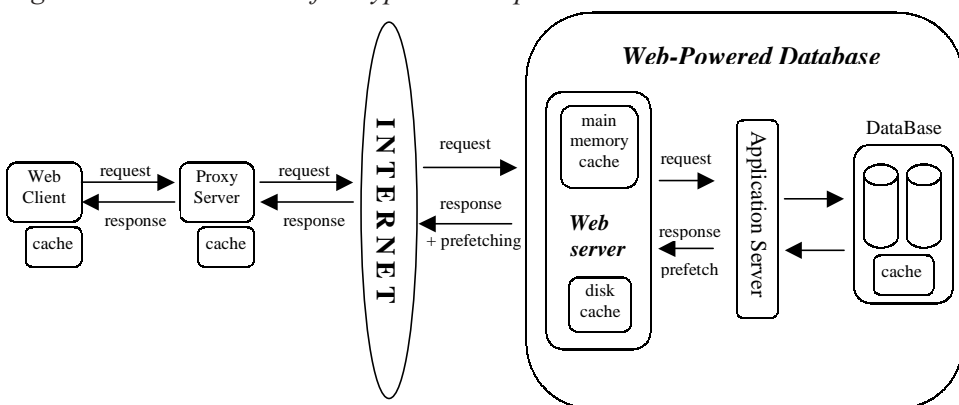 Web-Powered Database
main
memory
cache
Web
server
disk
cache
request
response
prefetch
Application Server
DataBase
cache
INTERNET
request
response
+ prefetching
Web
Client
cache
request
response
Proxy
Server
cache
request
response